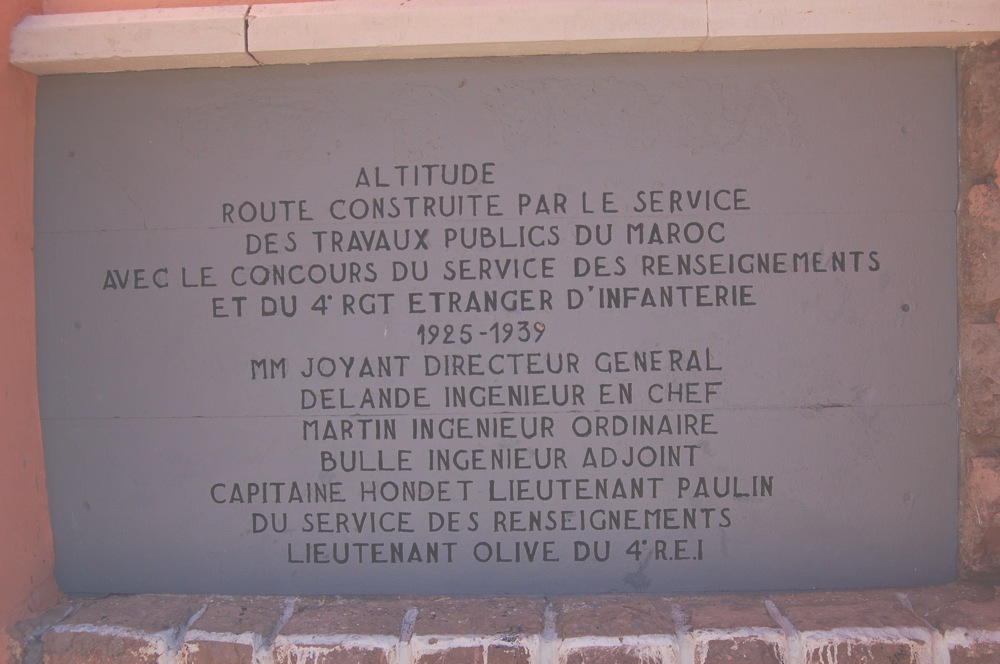 ALTITUDE
ROUTE CONSTRUITE PAR LE SERVICE
DES TRAVAUX PUBLICS DU MAROC
AVEC LE CONCOURS DU SERVICE DES RENSEIGNEMENTS
ET DU 4° RGT ETRANGER D'INFANTERIE
1925-1939
MM JOYANT DIRECTEUR GENERAL
DELANDE INGENIEUR EN CHEF
MARTIN INGENIEUR ORDINAIRE
BULLE INGENIEUR ADJOINT
CAPITAINE HONDET LIEUTENANT PAULIN
DU SERVICE DES RENSEIGNEMENTS
LIEUTENANT OLIVE DU 4° R.E.I